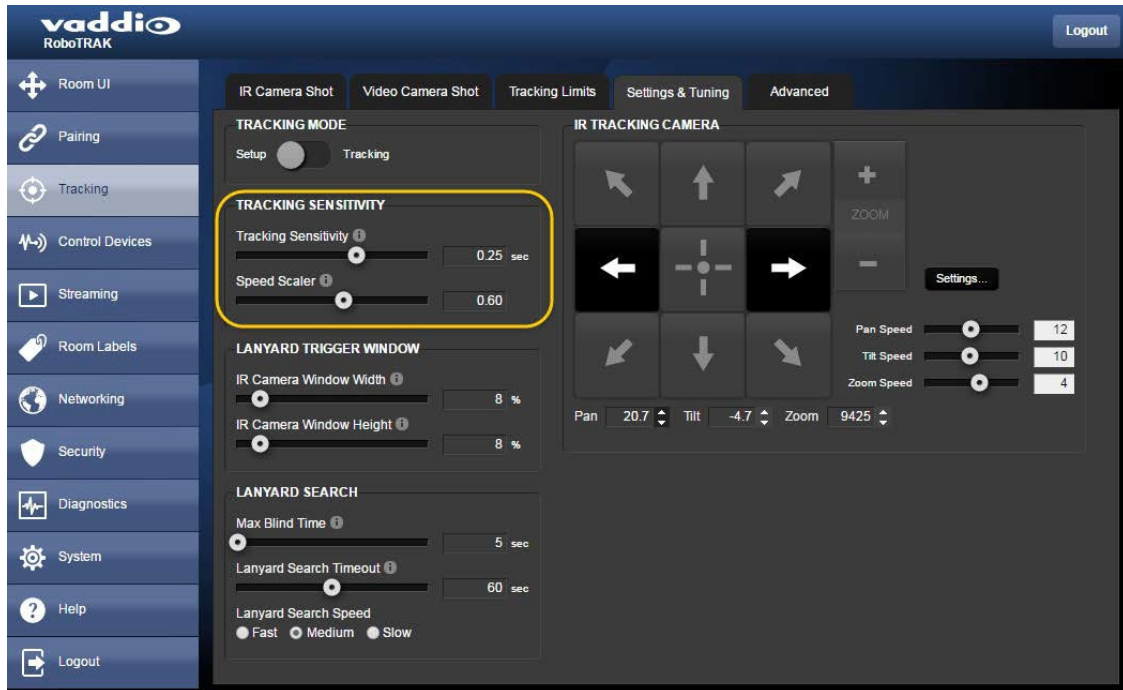 vaddio
RoboTRAK
Logout
Room UI
Pairing
Tracking
Control Devices
Streaming
Room Labels
Networking
Security
Diagnostics
System
Help
Logout
IR Camera Shot Video Camera Shot Tracking Limits Settings & Tuning Advanced
TRACKING MODE
Setup Tracking
TRACKING SENSITIVITY
Tracking Sensitivity
0.25 sec
Speed Scaler
0.60
LANYARD TRIGGER WINDOW
IR Camera Window Width
8 %
IR Camera Window Height
8 %
LANYARD SEARCH
Max Blind Time
5 sec
Lanyard Search Timeout
60 sec
Lanyard Search Speed
Fast Medium Slow
IR TRACKING CAMERA
+
ZOOM
-
Settings...
Pan Speed 12
Tilt Speed 10
Zoom Speed 4
Pan 20.7 Tilt -4.7 Zoom 9425